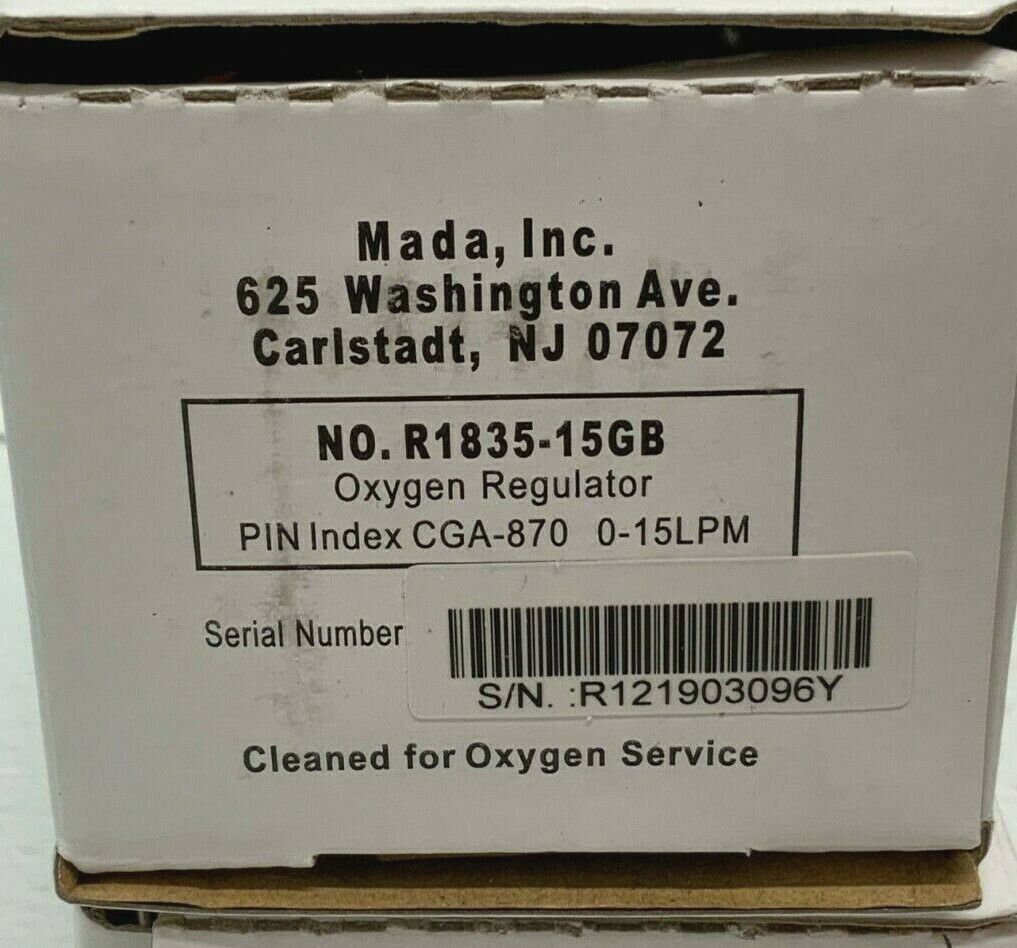 Mada, Inc.
625 Washington Ave.
Carlstadt, NJ 07072
NO. R1835-15GB
Oxygen Regulator
PIN Index CGA-870 0-15LPM
Serial Number
S/N. :R121903096Y
Cleaned for Oxygen Service